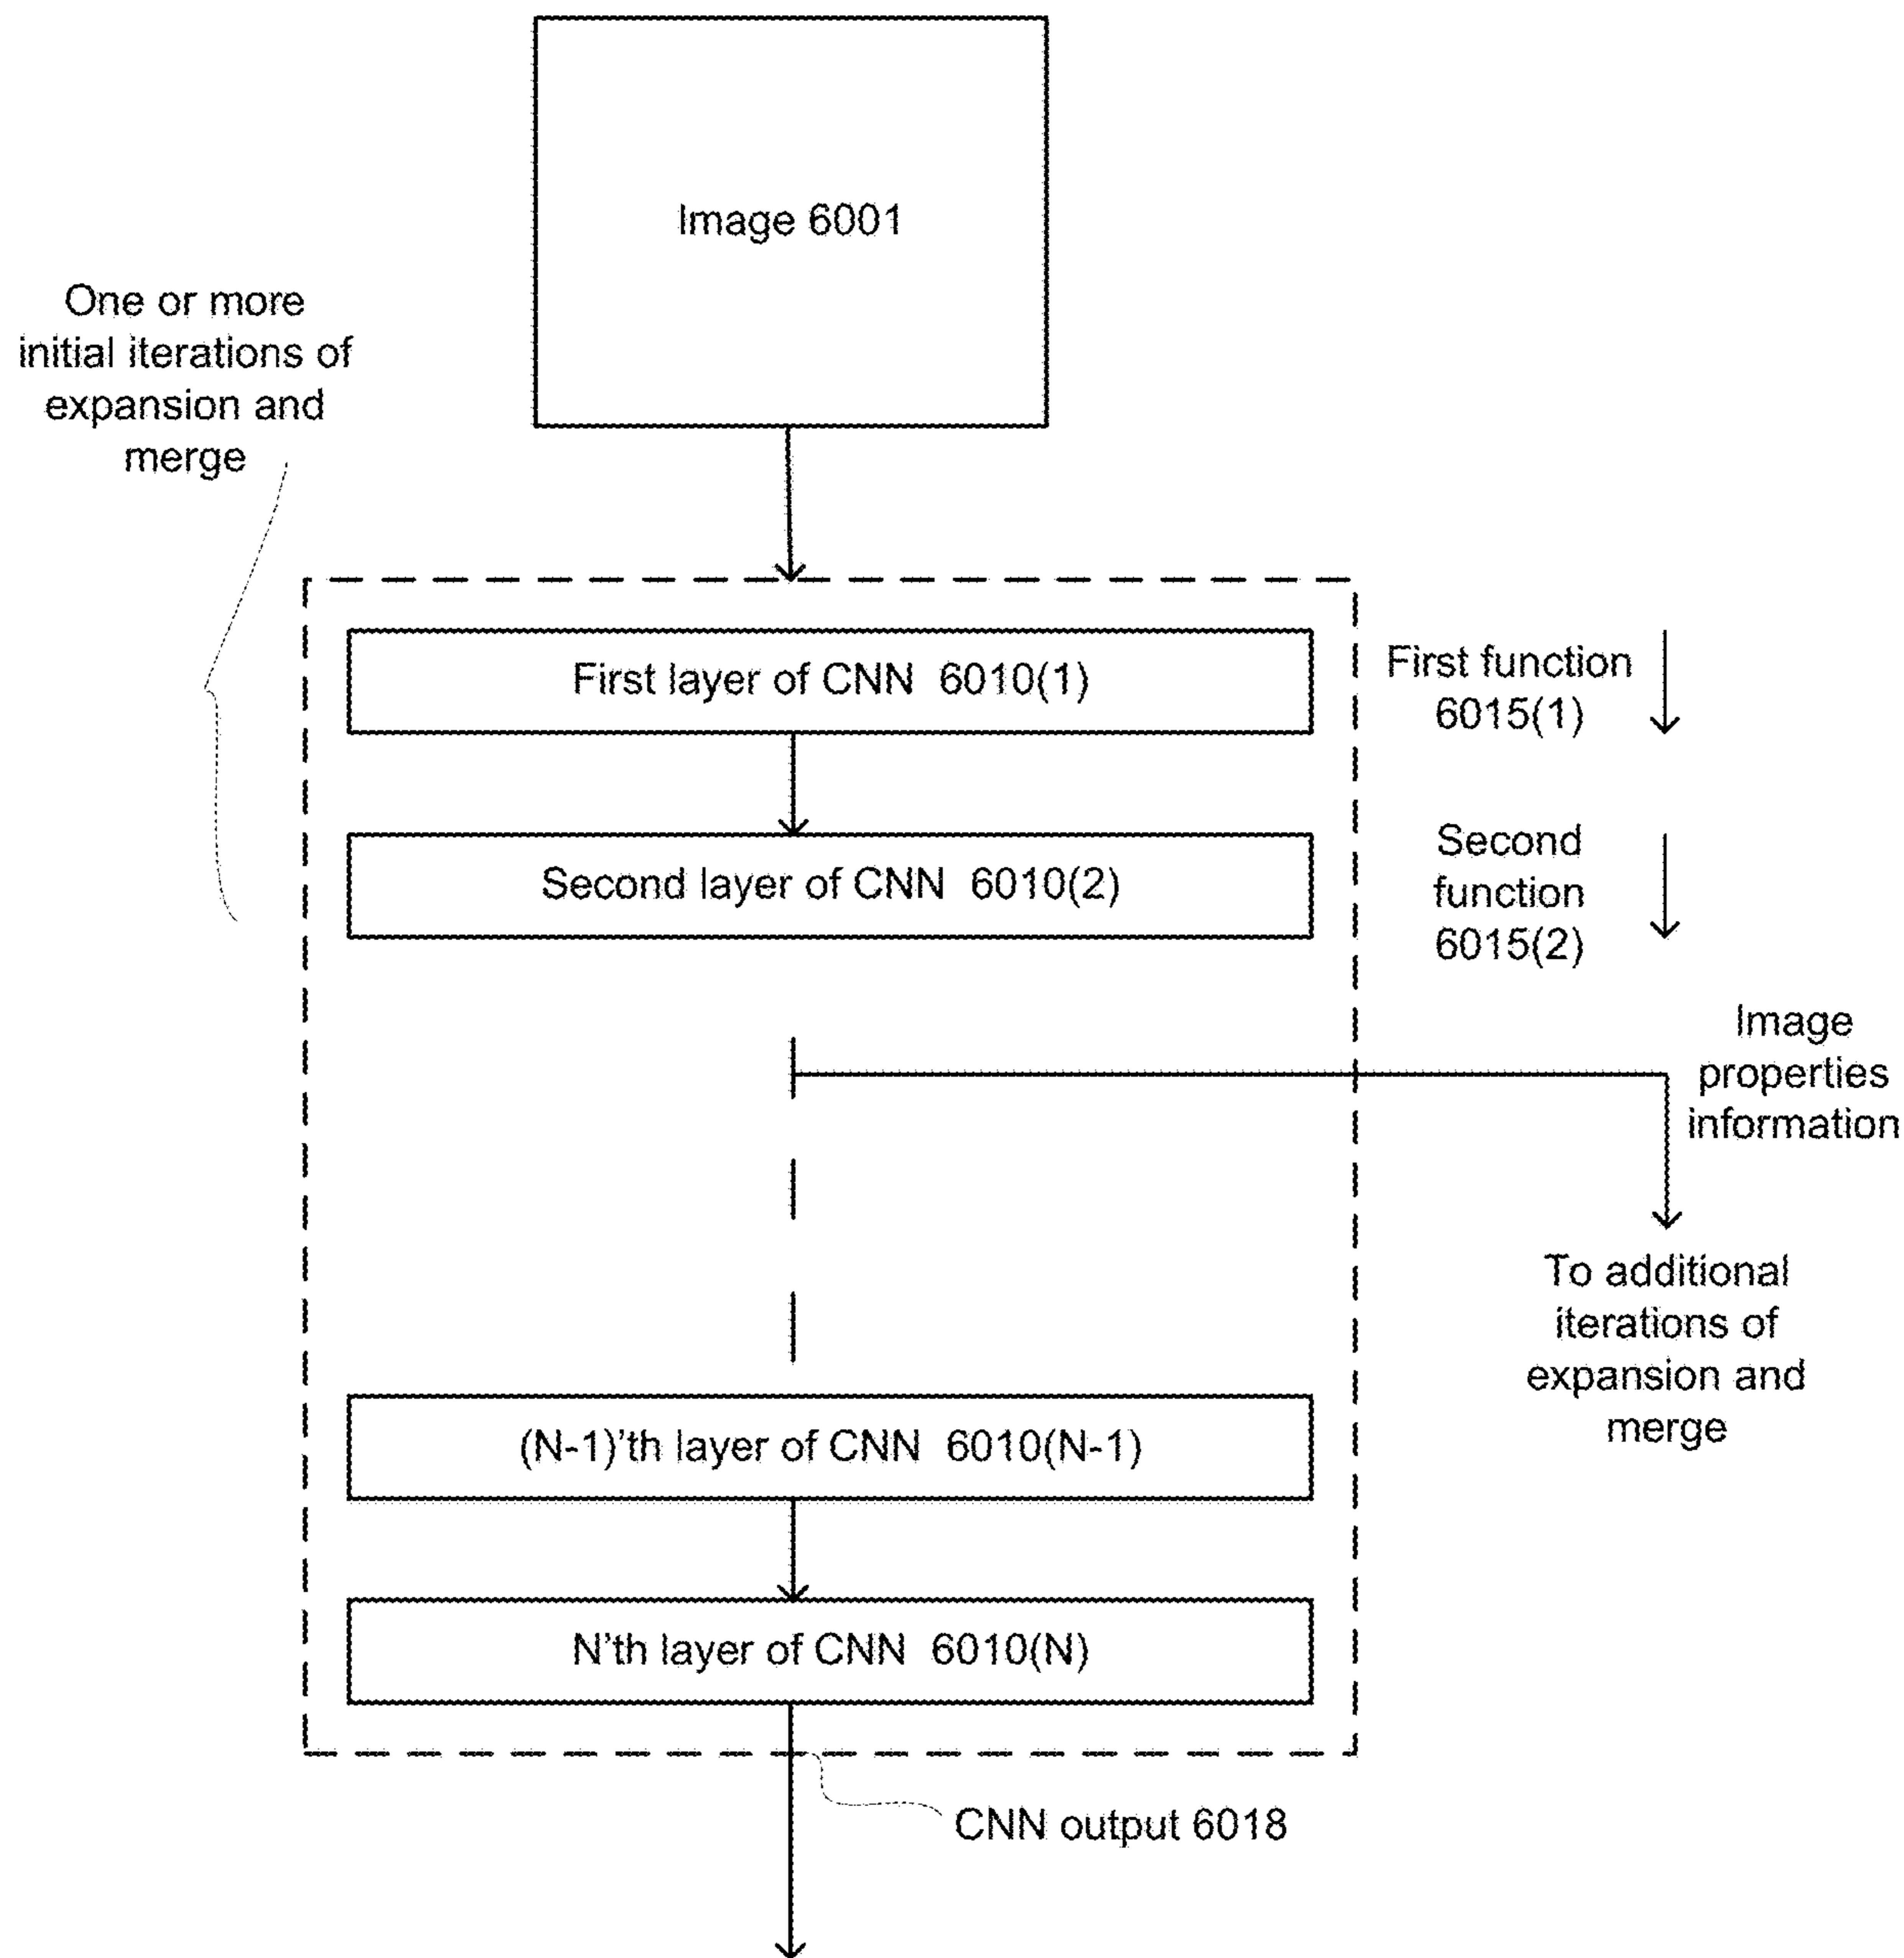 Image 6001
One or more
initial iterations of
expansion and
merge
First layer of CNN 6010(1)
First function
6015(1)
Second layer of CNN 6010(2)
Second
function
6015(2)
Image
properties
information
To additional
iterations of
expansion and
merge
(N-1)'th layer of CNN 6010(N-1)
N'th layer of CNN 6010(N)
CNN output 6018